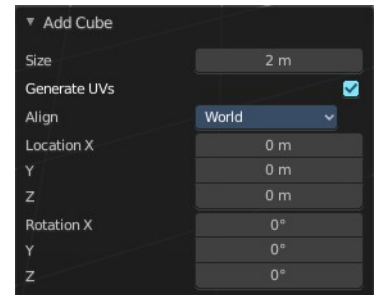 Add Cube
Size 2 m
Generate UVs
Align World
Location X 0 m
Y 0 m
Z 0 m
Rotation X 0°
Y 0°
Z 0°